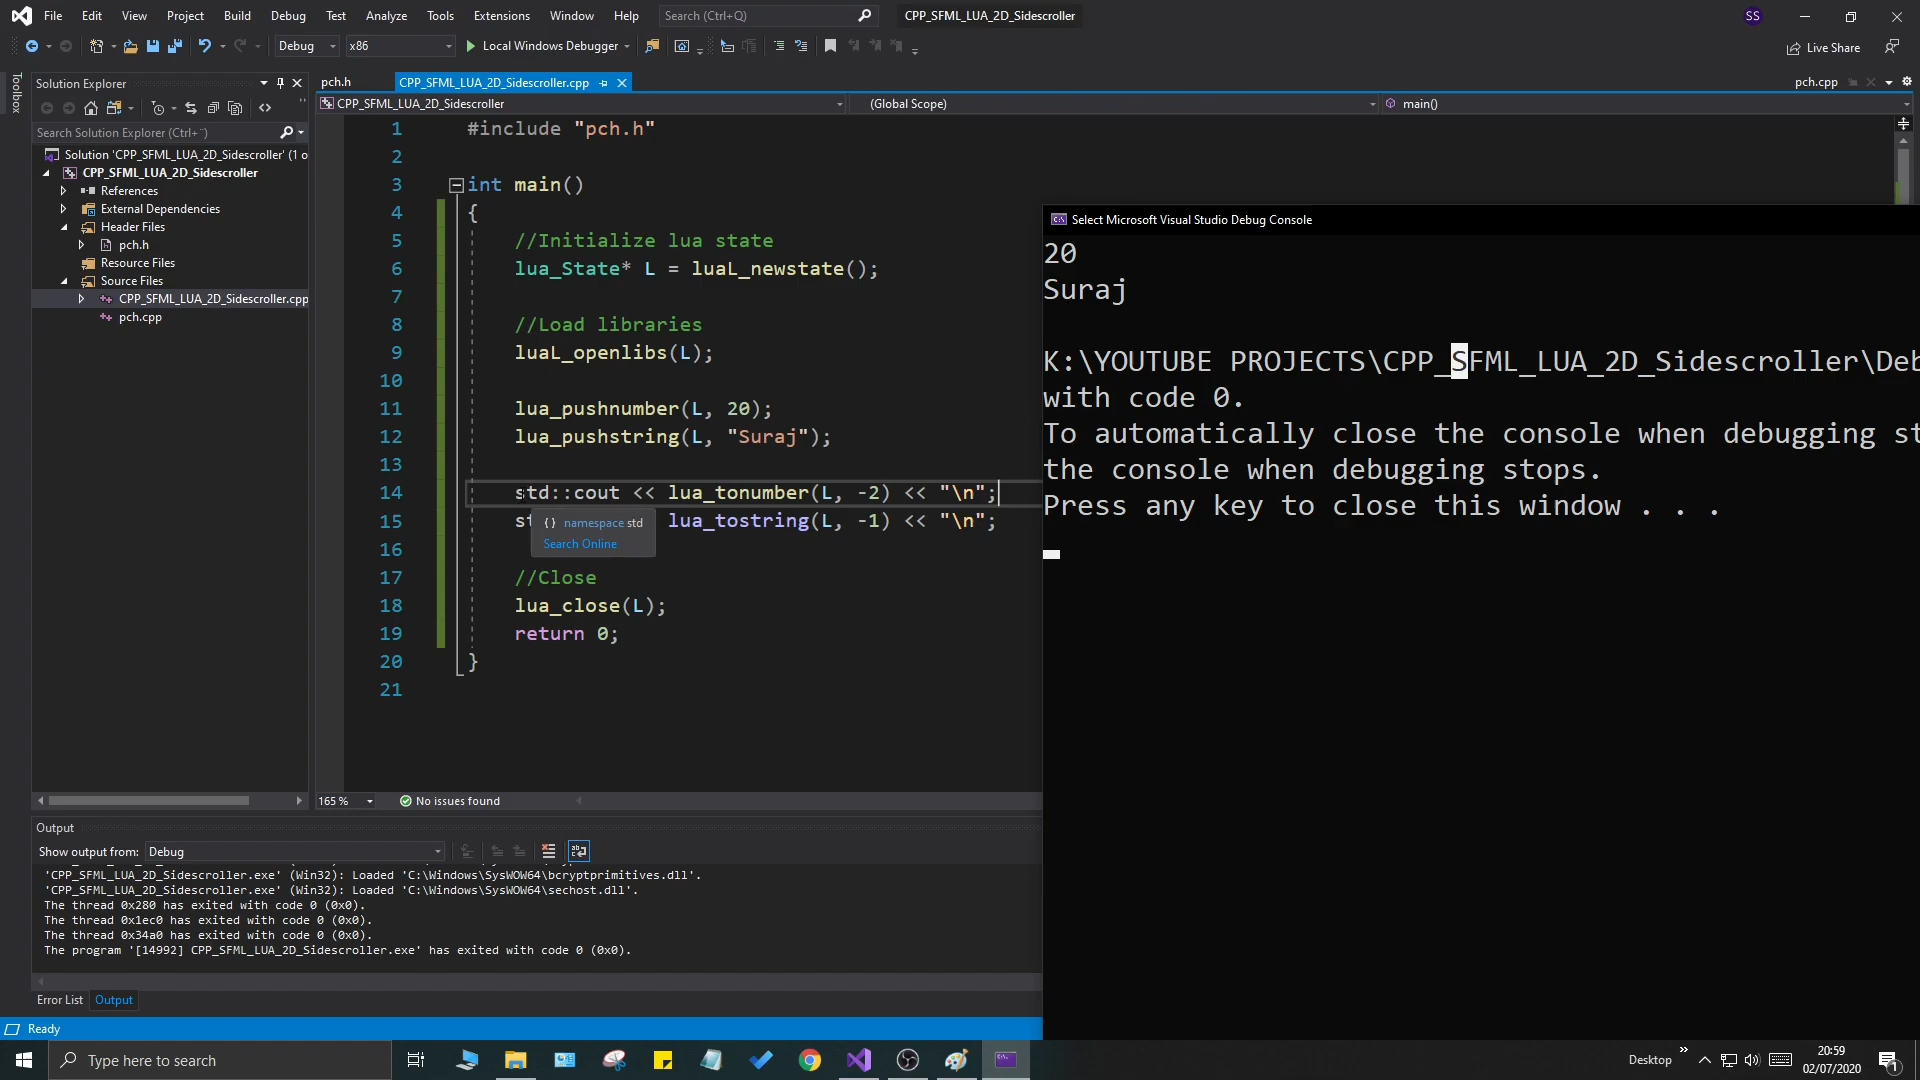 File Edit View Project Build Debug Test Analyze Tools Extensions Window Help Search (Ctrl+Q) CPP_SFML_LUA_2D_Sidescroller SS
Debug x86 Local Windows Debugger Live Share
Toolbox
Solution Explorer
Search Solution Explorer (Ctrl+¨)
Solution 'CPP_SFML_LUA_2D_Sidescroller' (1 o
CPP_SFML_LUA_2D_Sidescroller
References
External Dependencies
Header Files
pch.h
Resource Files
Source Files
CPP_SFML_LUA_2D_Sidescroller.cpp
pch.cpp
pch.h CPP_SFML_LUA_2D_Sidescroller.cpp pch.cpp
CPP_SFML_LUA_2D_Sidescroller (Global Scope) main()
1 #include "pch.h"
2
3 int main()
4 {
5 //Initialize lua state
6 lua_State* L = luaL_newstate();
7
8 //Load libraries
9 luaL_openlibs(L);
10
11 lua_pushnumber(L, 20);
12 lua_pushstring(L, "Suraj");
13
14 std::cout << lua_tonumber(L, -2) << "\n";
15 st lua_tostring(L, -1) << "\n";
{} namespace std
Search Online
16
17 //Close
18 lua_close(L);
19 return 0;
20 }
21
165 % No issues found
Select Microsoft Visual Studio Debug Console
20
Suraj
K:\YOUTUBE PROJECTS\CPP_SFML_LUA_2D_Sidescroller\Deb
with code 0.
To automatically close the console when debugging st
the console when debugging stops.
Press any key to close this window . . .
Output
Show output from: Debug
'CPP_SFML_LUA_2D_Sidescroller.exe' (Win32): Loaded 'C:\Windows\SysWOW64\bcryptprimitives.dll'.
'CPP_SFML_LUA_2D_Sidescroller.exe' (Win32): Loaded 'C:\Windows\SysWOW64\sechost.dll'.
The thread 0x280 has exited with code 0 (0x0).
The thread 0x1ec0 has exited with code 0 (0x0).
The thread 0x34a0 has exited with code 0 (0x0).
The program '[14992] CPP_SFML_LUA_2D_Sidescroller.exe' has exited with code 0 (0x0).
Error List Output
Ready
Type here to search
Desktop
20:59
02/07/2020
1